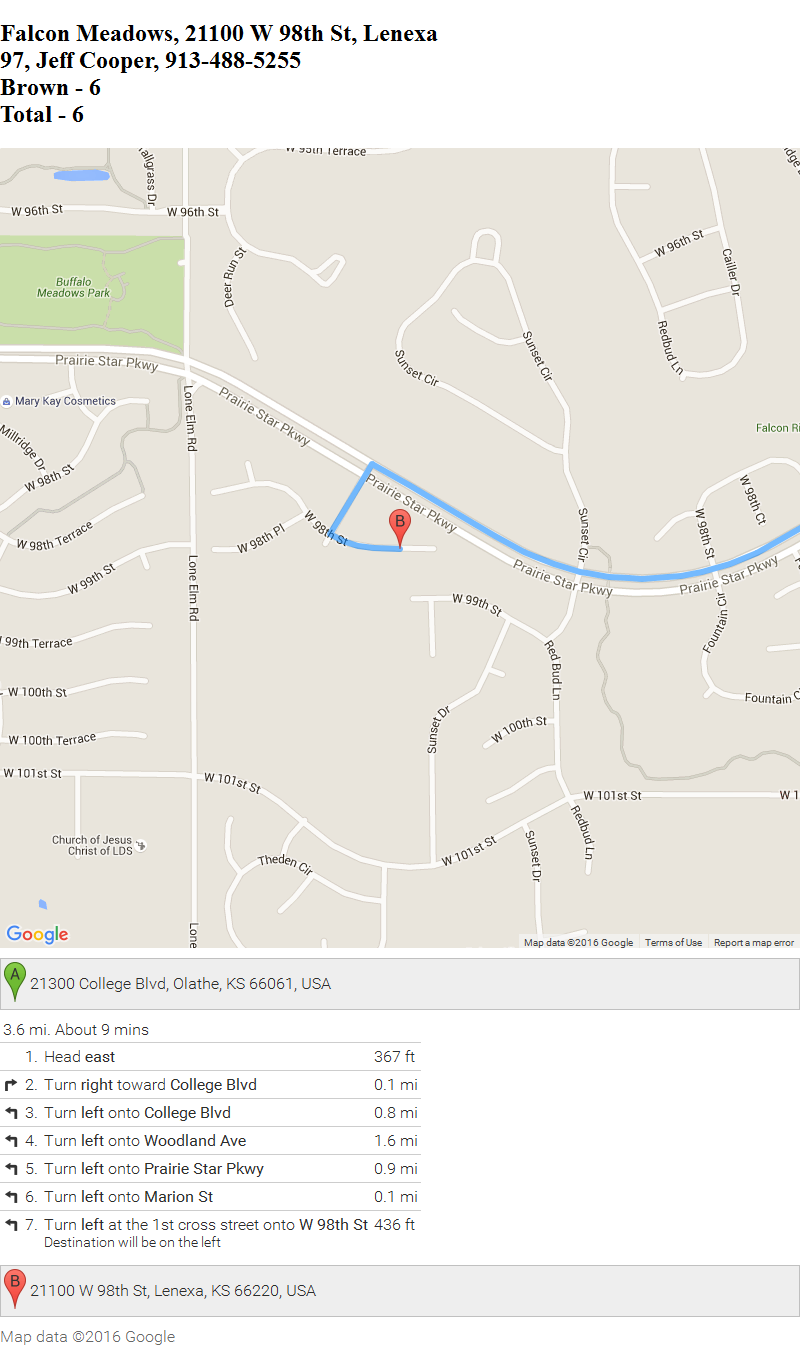 Falcon Meadows, 21100 W 98th St, Lenexa
97, Jeff Cooper, 913-488-5255
Brown - 6
Total - 6
W 95th Terrace
allgrass Dr
W 96th St
W 96th St
W 96th St
Cailler Dr
Deer Run St
Buffalo
Meadows Park
Redbud Ln
Sunset Cir
Sunset Cir
Prairie Star Pkwy
Prairie Star Pkwy
Mary Kay Cosmetics
Lone Elm Rd
Millridge Dr
W 98th St
Falcon Ri
Prairie Star Pkwy
W 98th Ct
W 98th St
B
W 98th St
Sunset Cir
W 98th Terrace
W 98th Pl
W 99th St
Lone Elm Rd
Prairie Star Pkwy
Prairie Star Pkwy
W 99th St
Fountain Cir
99th Terrace
Red Bud Ln
W 100th St
Fountain C
Sunset Dr
W 100th St
W 100th Terrace
W 101st St
W 101st St
W 101st St
W 1
Redbud Ln
Church of Jesus
Christ of LDS
Theden Cir
W 101st St
Sunset Dr
Lone
Google
Map data ©2016 Google
Terms of Use
Report a map error
A
21300 College Blvd, Olathe, KS 66061, USA
3.6 mi. About 9 mins
1. Head east 367 ft
2. Turn right toward College Blvd 0.1 mi
3. Turn left onto College Blvd 0.8 mi
4. Turn left onto Woodland Ave 1.6 mi
5. Turn left onto Prairie Star Pkwy 0.9 mi
6. Turn left onto Marion St 0.1 mi
7. Turn left at the 1st cross street onto W 98th St 436 ft
Destination will be on the left
B
21100 W 98th St, Lenexa, KS 66220, USA
Map data ©2016 Google